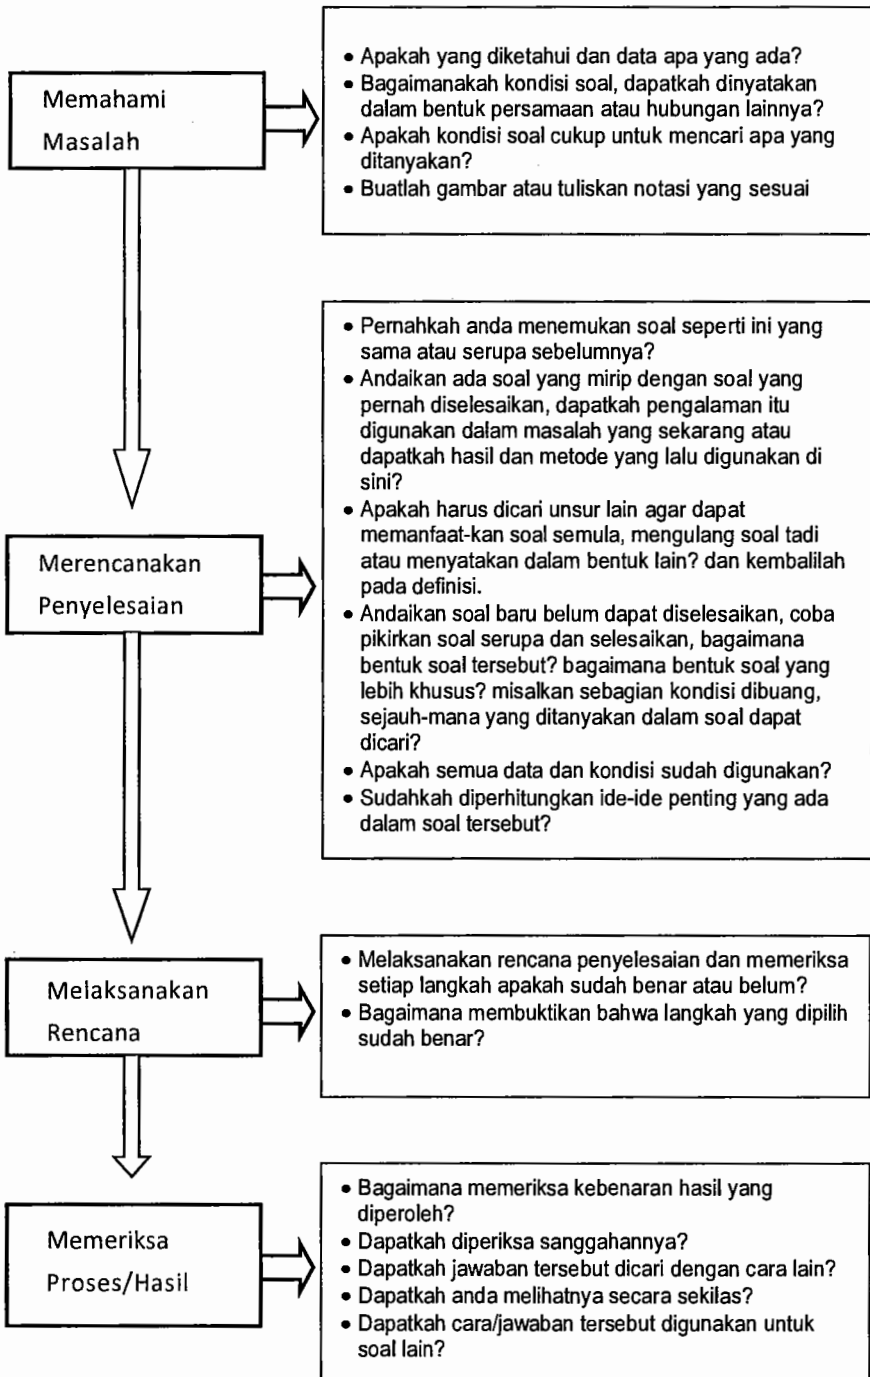 Memahami
Masalah
• Apakah yang diketahui dan data apa yang ada?
• Bagaimanakah kondisi soal, dapatkah dinyatakan
dalam bentuk persamaan atau hubungan lainnya?
• Apakah kondisi soal cukup untuk mencari apa yang
ditanyakan?
• Buatlah gambar atau tuliskan notasi yang sesuai
Merencanakan
Penyelesaian
• Pernahkah anda menemukan soal seperti ini yang
sama atau serupa sebelumnya?
• Andaikan ada soal yang mirip dengan soal yang
pernah diselesaikan, dapatkah pengalaman itu
digunakan dalam masalah yang sekarang atau
dapatkah hasil dan metode yang lalu digunakan di
sini?
• Apakah harus dicari unsur lain agar dapat
memanfaat-kan soal semula, mengulang soal tadi
atau menyatakan dalam bentuk lain? dan kembalilah
pada definisi.
• Andaikan soal baru belum dapat diselesaikan, coba
pikirkan soal serupa dan selesaikan, bagaimana
bentuk soal tersebut? bagaimana bentuk soal yang
lebih khusus? misalkan sebagian kondisi dibuang,
sejauh-mana yang ditanyakan dalam soal dapat
dicari?
• Apakah semua data dan kondisi sudah digunakan?
• Sudahkah diperhitungkan ide-ide penting yang ada
dalam soal tersebut?
Melaksanakan
Rencana
• Melaksanakan rencana penyelesaian dan memeriksa
setiap langkah apakah sudah benar atau belum?
• Bagaimana membuktikan bahwa langkah yang dipilih
sudah benar?
Memeriksa
Proses/Hasil
• Bagaimana memeriksa kebenaran hasil yang
diperoleh?
• Dapatkah diperiksa sanggahannya?
• Dapatkah jawaban tersebut dicari dengan cara lain?
• Dapatkah anda melihatnya secara sekilas?
• Dapatkah cara/jawaban tersebut digunakan untuk
soal lain?